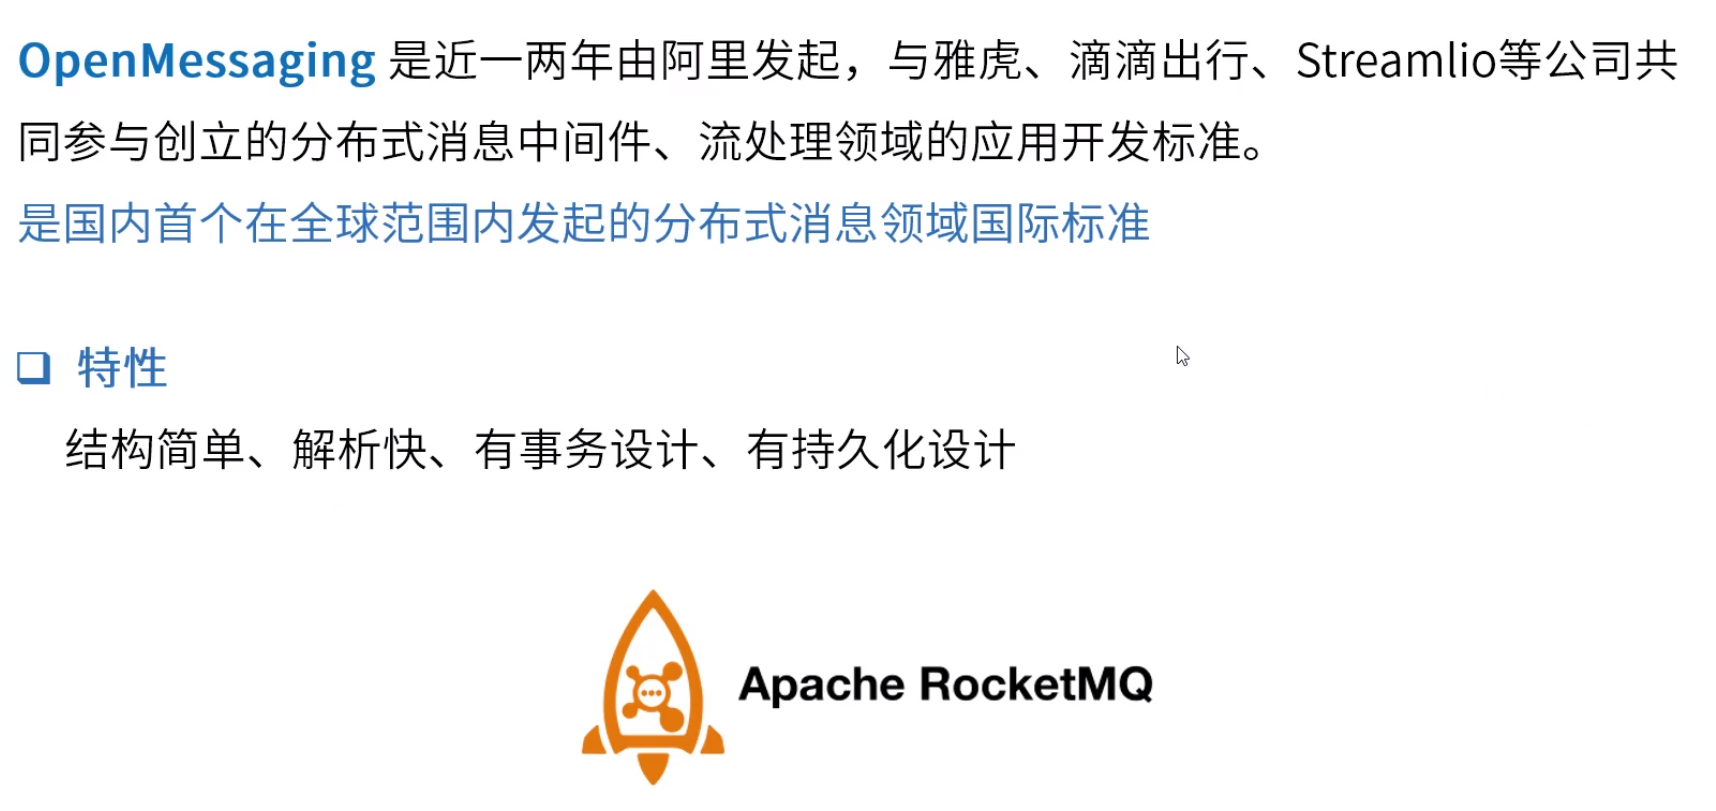 OpenMessaging 是近一两年由阿里发起，与雅虎、滴滴出行、Streamlio等公司共
同参与创立的分布式消息中间件、流处理领域的应用开发标准。
是国内首个在全球范围内发起的分布式消息领域国际标准
❑ 特性
结构简单、解析快、有事务设计、有持久化设计
Apache RocketMQ